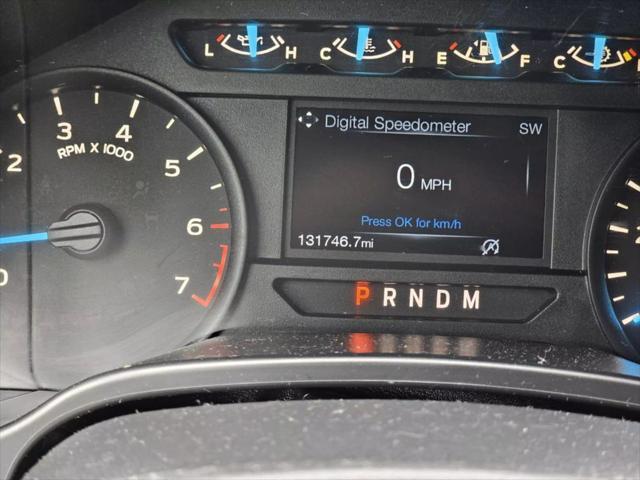 L H C H E F C
Digital Speedometer SW
0 MPH
Press OK for km/h
131746.7mi
P R N D M
0 2 3 4 5 6 7
RPM X 1000